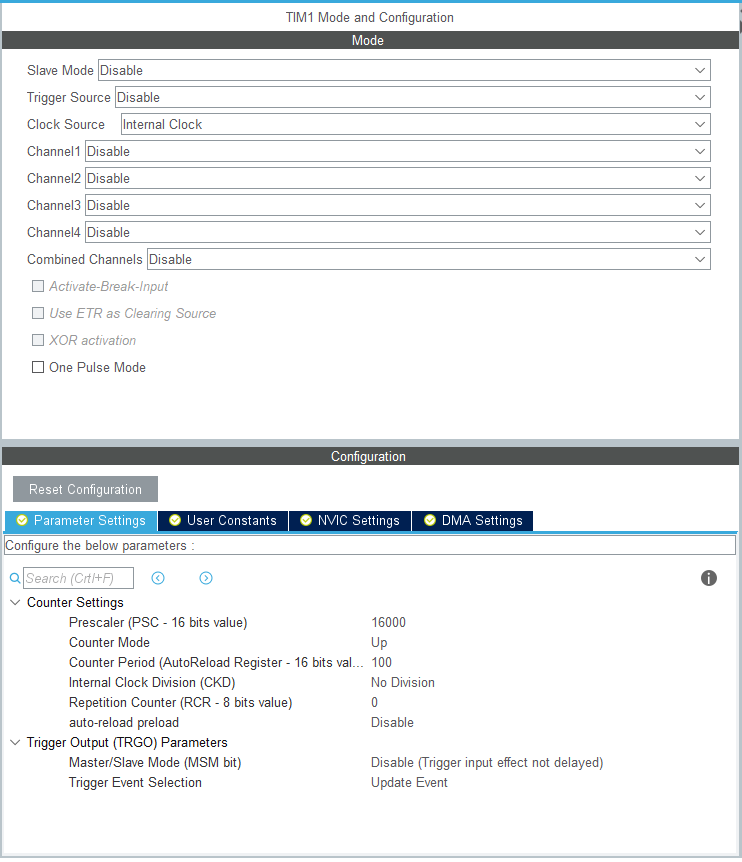 TIM1 Mode and Configuration
Mode
Slave Mode Disable
Trigger Source Disable
Clock Source Internal Clock
Channel1 Disable
Channel2 Disable
Channel3 Disable
Channel4 Disable
Combined Channels Disable
Activate-Break-Input
Use ETR as Clearing Source
XOR activation
One Pulse Mode
Configuration
Reset Configuration
Parameter Settings User Constants NVIC Settings DMA Settings
Configure the below parameters :
Search (Crtl+F)
Counter Settings
Prescaler (PSC - 16 bits value) 16000
Counter Mode Up
Counter Period (AutoReload Register - 16 bits val... 100
Internal Clock Division (CKD) No Division
Repetition Counter (RCR - 8 bits value) 0
auto-reload preload Disable
Trigger Output (TRGO) Parameters
Master/Slave Mode (MSM bit) Disable (Trigger input effect not delayed)
Trigger Event Selection Update Event